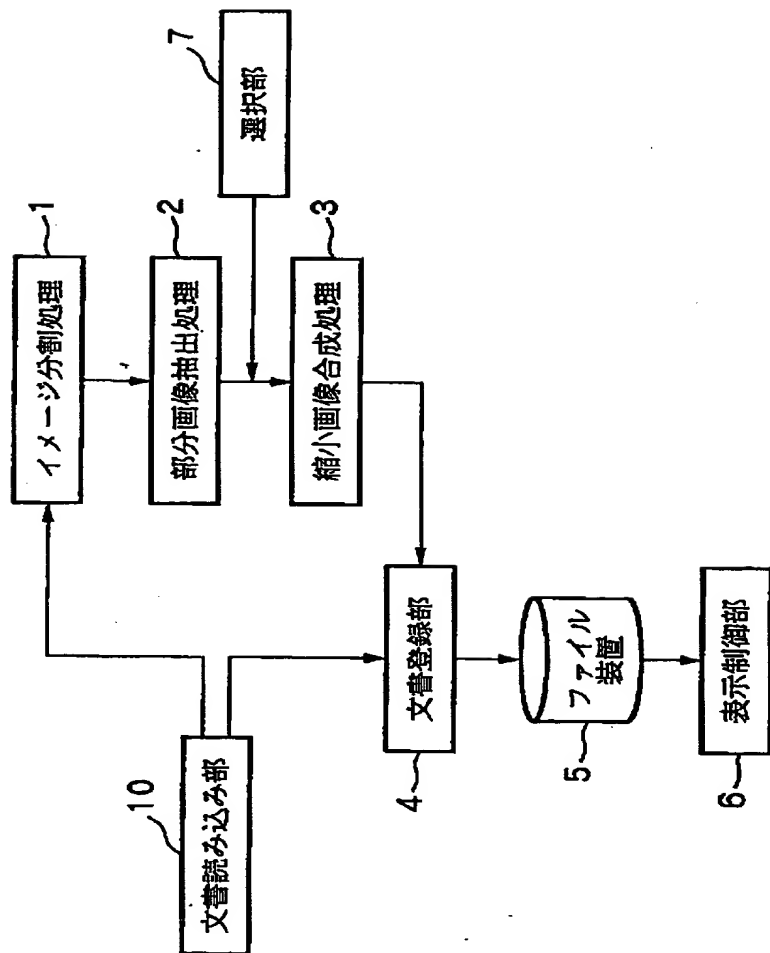 10
文書読み込み部
1
イメージ分割処理
2
部分画像抽出処理
7
選択部
3
縮小画像合成処理
4
文書登録部
5
ファイル
装置
6
表示制御部